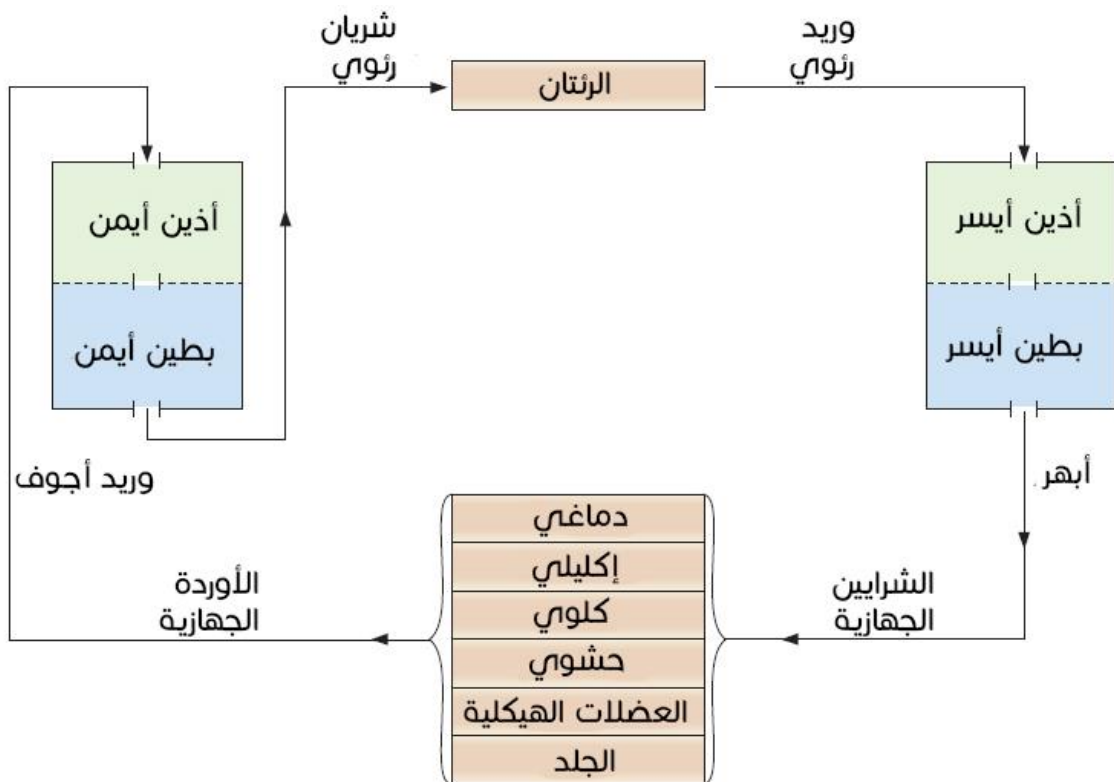 وريد
رئوي
الرئتان
شريان
رئوي
أذين أيسر
أذين أيمن
بطين أيسر
بطين أيمن
أبهر
وريد أجوف
الشرايين
الجهازية
دماغي
إكليلي
كلوي
حشوي
العضلات الهيكلية
الجلد
الأوردة
الجهازية